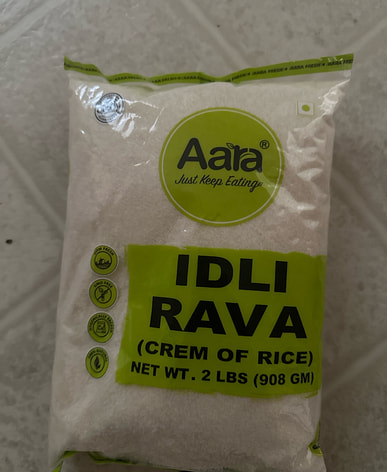 Aara®
Just Keep Eating
IDLI
RAVA
(CREM OF RICE)
NET WT. 2 LBS (908 GM)